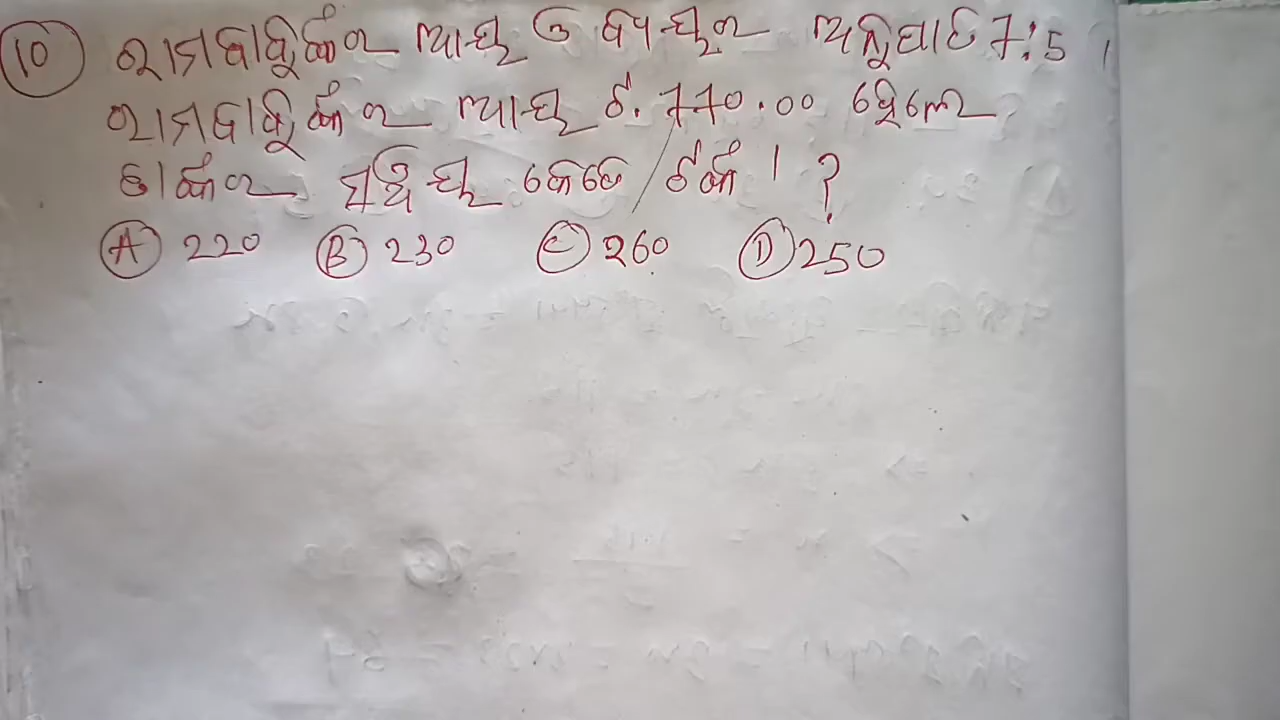 10 ରାମବାବୁଙ୍କର ଆୟ ଓ ବ୍ୟୟର ଅନୁପାତ 7:5 ।
ରାମବାବୁଙ୍କର ଆୟ ଟ. 770.00 ହେଲେ
ତାଙ୍କର ସଞ୍ଚୟ କେତେ ଟଙ୍କା ?
A 220 B 230 C 260 D 250